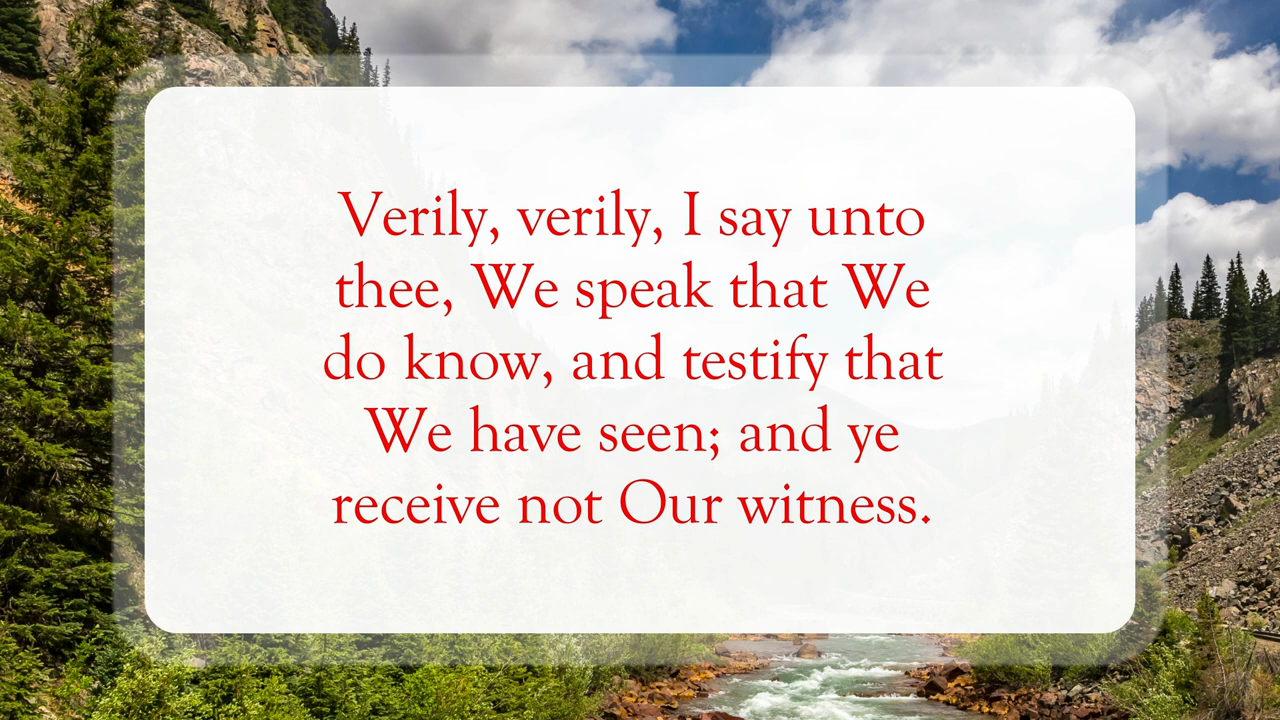 Verily, verily, I say unto
thee, We speak that We
do know, and testify that
We have seen; and ye
receive not Our witness.